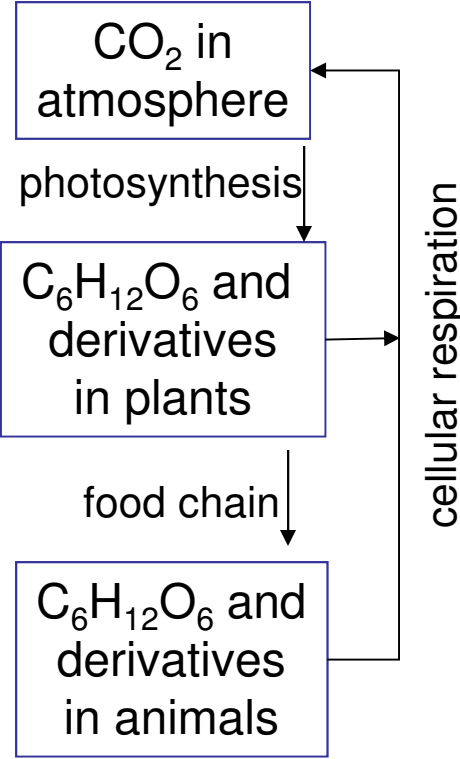 CO₂ in
atmosphere
photosynthesis
C₆H₁₂O₆ and
derivatives
in plants
food chain
C₆H₁₂O₆ and
derivatives
in animals
cellular respiration